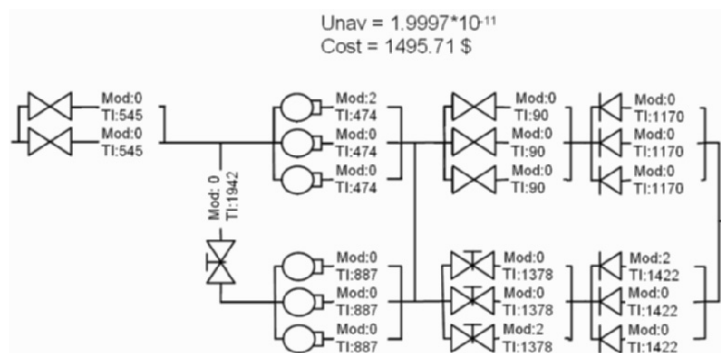 Unav = 1.9997*10⁻¹¹
Cost = 1495.71 $
Mod:0
TI:545
Mod:0
TI:545
Mod: 0
TI:1942
Mod:2
TI:474
Mod:0
TI:474
Mod:0
TI:474
Mod:0
TI:90
Mod:0
TI:90
Mod:0
TI:90
Mod:0
TI:1170
Mod:0
TI:1170
Mod:0
TI:1170
Mod:0
TI:887
Mod:0
TI:887
Mod:0
TI:887
Mod:0
TI:1378
Mod:0
TI:1378
Mod:2
TI:1378
Mod:2
TI:1422
Mod:0
TI:1422
Mod:0
TI:1422